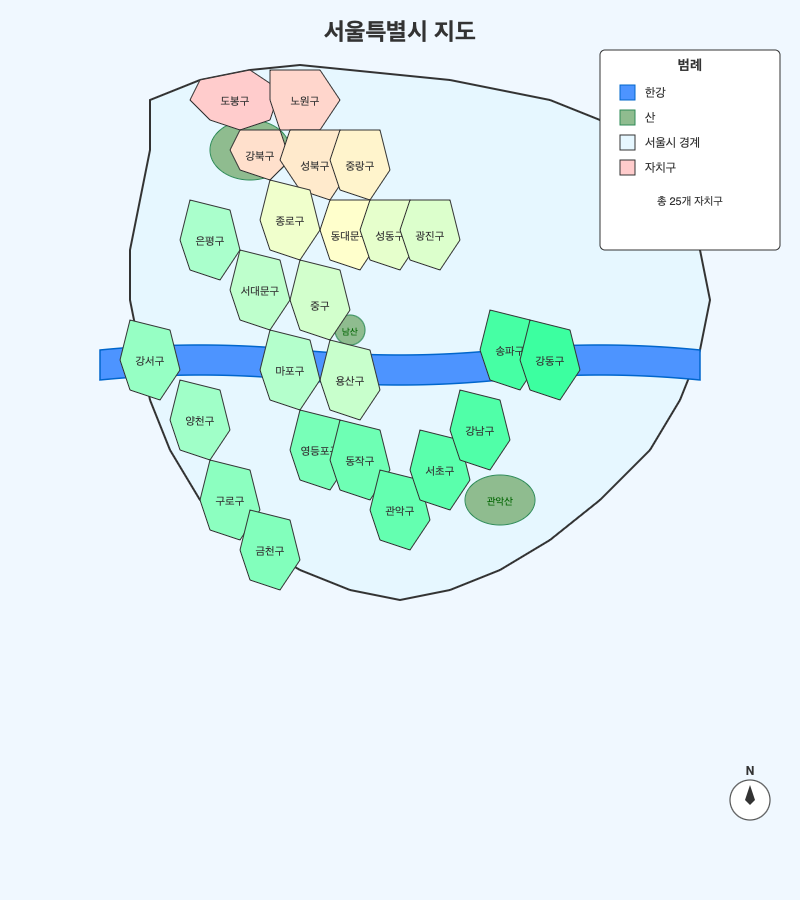 서울특별시 지도
범례
한강
산
서울시 경계
자치구
총 25개 자치구
도봉구
노원구
강북구
성북구
중랑구
종로구
동대문
성동구
광진구
은평구
서대문구
중구
남산
강서구
마포구
용산구
송파구
강동구
양천구
영등포
동작구
서초구
강남구
구로구
관악구
관악산
금천구
N